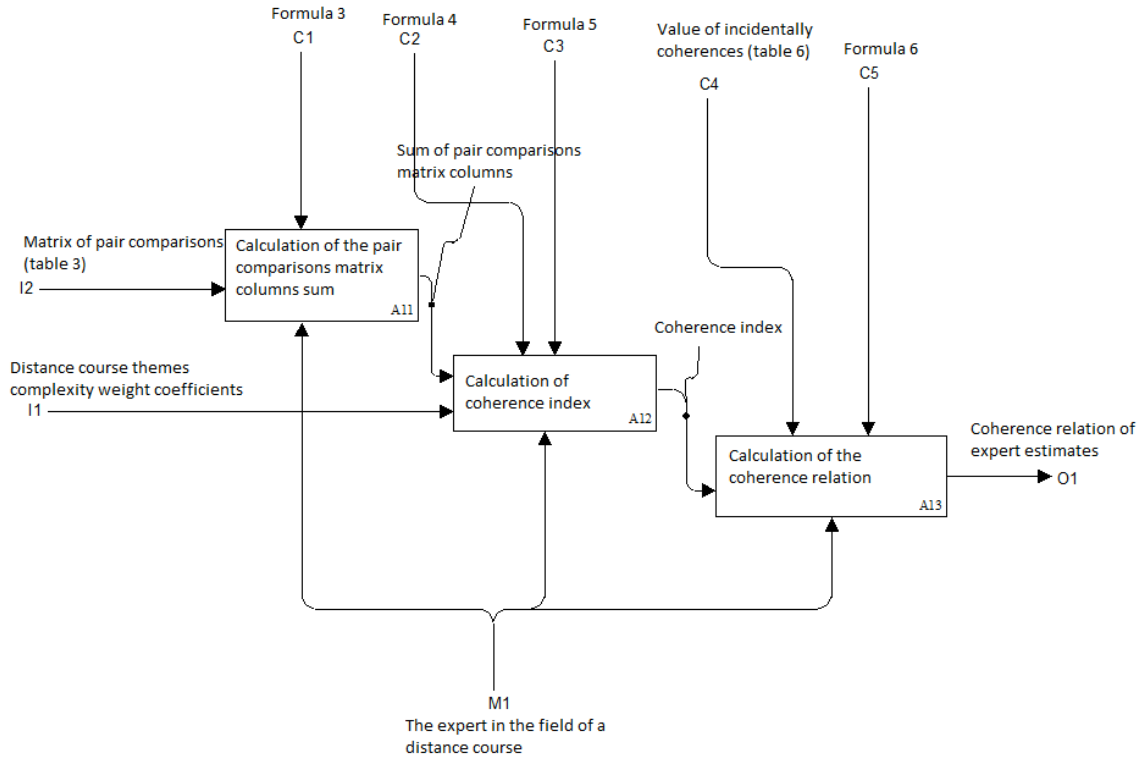 Formula 3
C1
Formula 4
C2
Formula 5
C3
Value of incidentally
coherences (table 6)
C4
Formula 6
C5
Sum of pair comparisons
matrix columns
Matrix of pair comparisons
(table 3)
I2
Calculation of the pair
comparisons matrix
columns sum
A11
Distance course themes
complexity weight coefficients
I1
Calculation of
coherence index
A12
Coherence index
Calculation of the
coherence relation
A13
Coherence relation of
expert estimates
O1
M1
The expert in the field of a
distance course